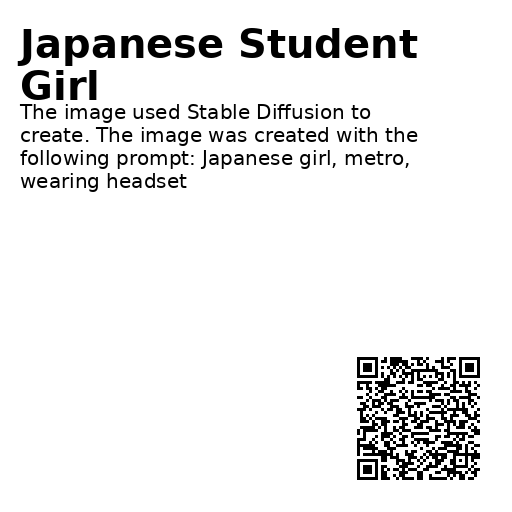 Japanese Student
Girl
The image used Stable Diffusion to
create. The image was created with the
following prompt: Japanese girl, metro,
wearing headset